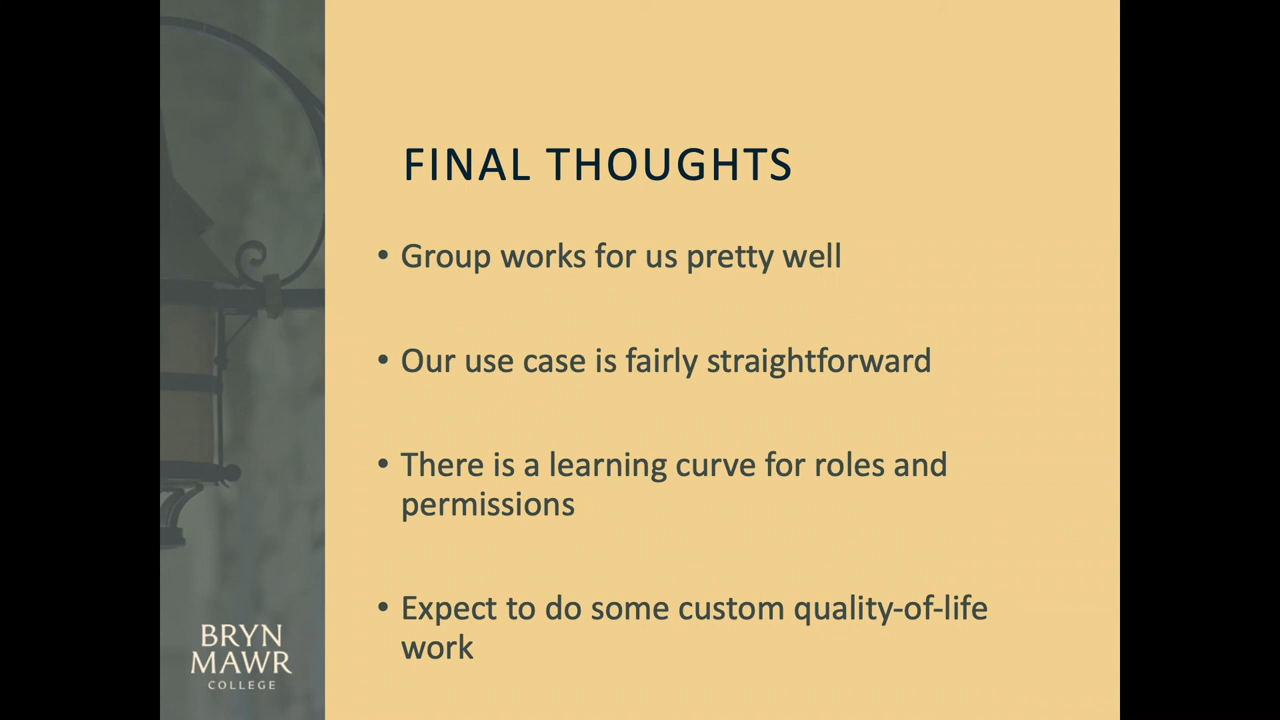 FINAL THOUGHTS
• Group works for us pretty well
• Our use case is fairly straightforward
• There is a learning curve for roles and
permissions
• Expect to do some custom quality-of-life
work
BRYN
MAWR
COLLEGE